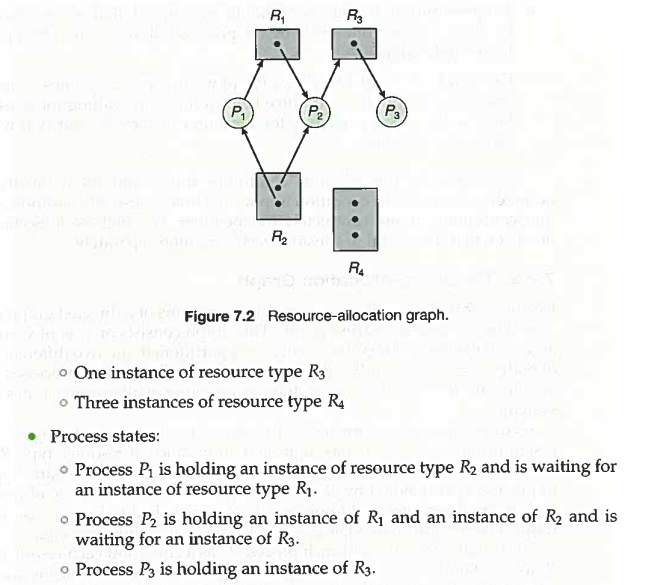 R1 R3
P1 P2 P3
R2
R4
Figure 7.2 Resource-allocation graph.
○ One instance of resource type R3
○ Three instances of resource type R4
• Process states:
○ Process P1 is holding an instance of resource type R2 and is waiting for
an instance of resource type R1.
○ Process P2 is holding an instance of R1 and an instance of R2 and is
waiting for an instance of R3.
○ Process P3 is holding an instance of R3.